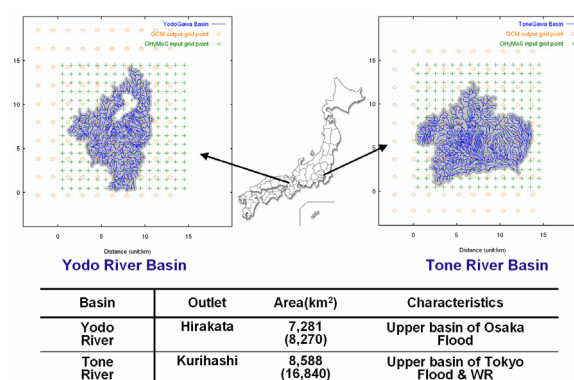 YodoGawa Basin
GCM output grid point
OHyMoS input grid point
15
10
5
0
0
5
10
15
Distance (unit:km)
Yodo River Basin
ToneGawa Basin
GCM output grid point
OHyMoS input grid point
15
10
5
0
0
5
10
15
Distance (unit:km)
Tone River Basin
Basin Outlet Area(km²) Characteristics
Yodo River Hirakata 7,281 (8,270) Upper basin of Osaka Flood
Tone River Kurihashi 8,588 (16,840) Upper basin of Tokyo Flood & WR